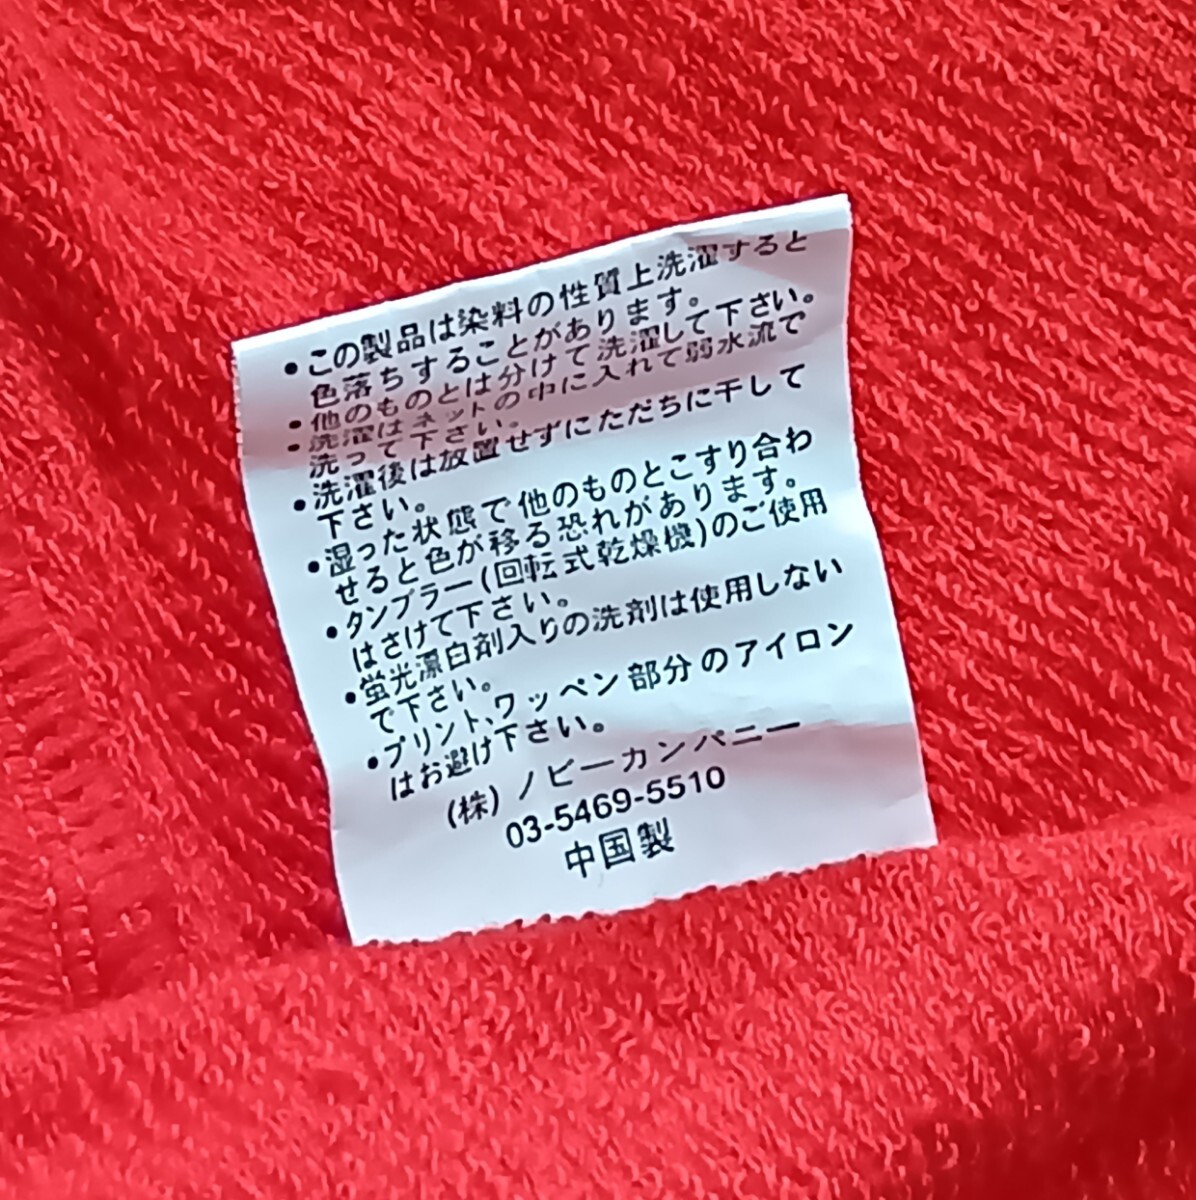 •この製品は染料の性質上洗濯すると
色落ちすることがあります。
•他のものとは分けて洗濯して下さい。
•洗濯はネットの中に入れて弱水流で
洗って下さい。
•洗濯後は放置せずにただちに干して
下さい。
•湿った状態で他のものとこすり合わ
せると色が移る恐れがあります。
•タンブラー(回転式乾燥機)のご使用
はさけて下さい。
•蛍光漂白剤入りの洗剤は使用しない
で下さい。
•プリント、ワッペン部分のアイロン
はお避け下さい。
(株)ノビーカンパニー
03-5469-5510
中国製